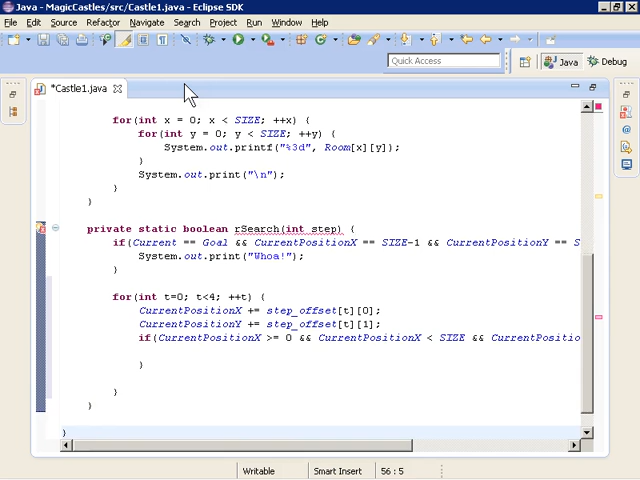 Java - MagicCastles/src/Castle1.java - Eclipse SDK
File Edit Source Refactor Navigate Search Project Run Window Help
Quick Access
Java
Debug
*Castle1.java
for(int x = 0; x < SIZE; ++x) {
for(int y = 0; y < SIZE; ++y) {
System.out.printf("%3d", Room[x][y]);
}
System.out.print("\n");
}
}
private static boolean rSearch(int step) {
if(Current == Goal && CurrentPositionX == SIZE-1 && CurrentPositionY == S
System.out.print("Whoa!");
}
for(int t=0; t<4; ++t) {
CurrentPositionX += step_offset[t][0];
CurrentPositionY += step_offset[t][1];
if(CurrentPositionX >= 0 && CurrentPositionX < SIZE && CurrentPositio
}
}
}
}
Writable Smart Insert 56 : 5